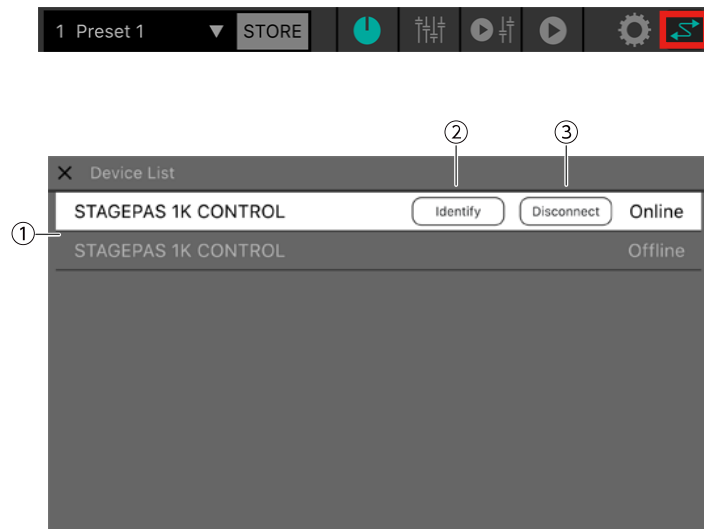 1 Preset 1 ▼ STORE
② ③
× Device List
STAGEPAS 1K CONTROL Identify Disconnect Online
①
STAGEPAS 1K CONTROL Offline